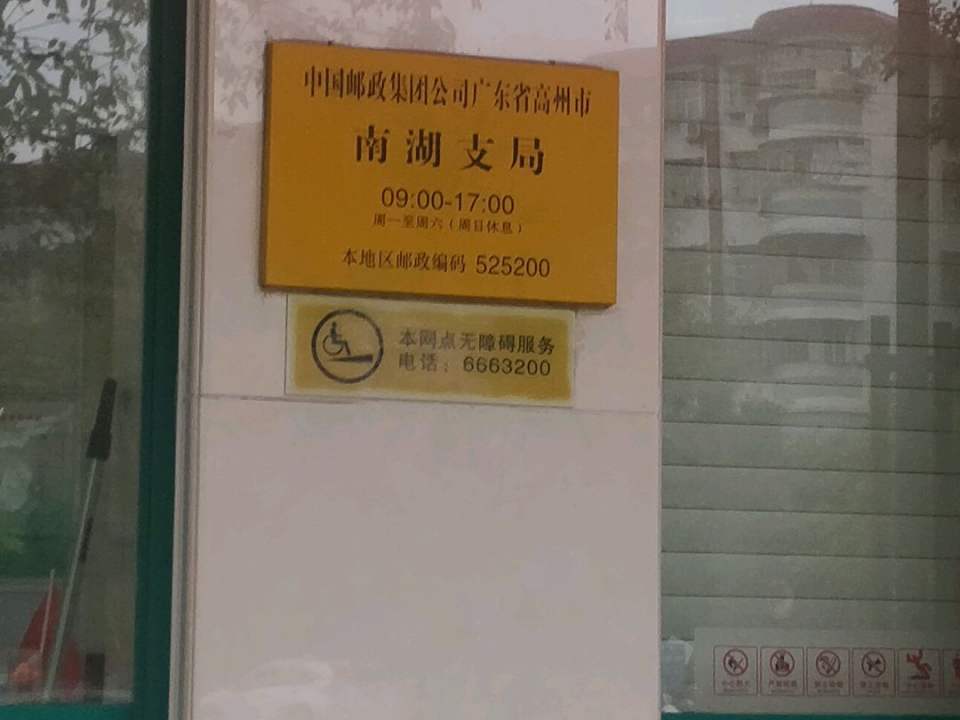 中国邮政集团公司广东省高州市
南湖支局
09:00-17:00
周一至周六（周日休息）
本地区邮政编码 525200
本网点无障碍服务
电话：6663200